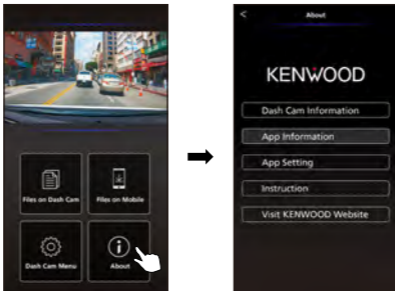 Files on Dash Cam
Files on Mobile
Dash Cam Menu
About
<
About
KENWOOD
Dash Cam Information
App Information
App Setting
Instruction
Visit KENWOOD Website